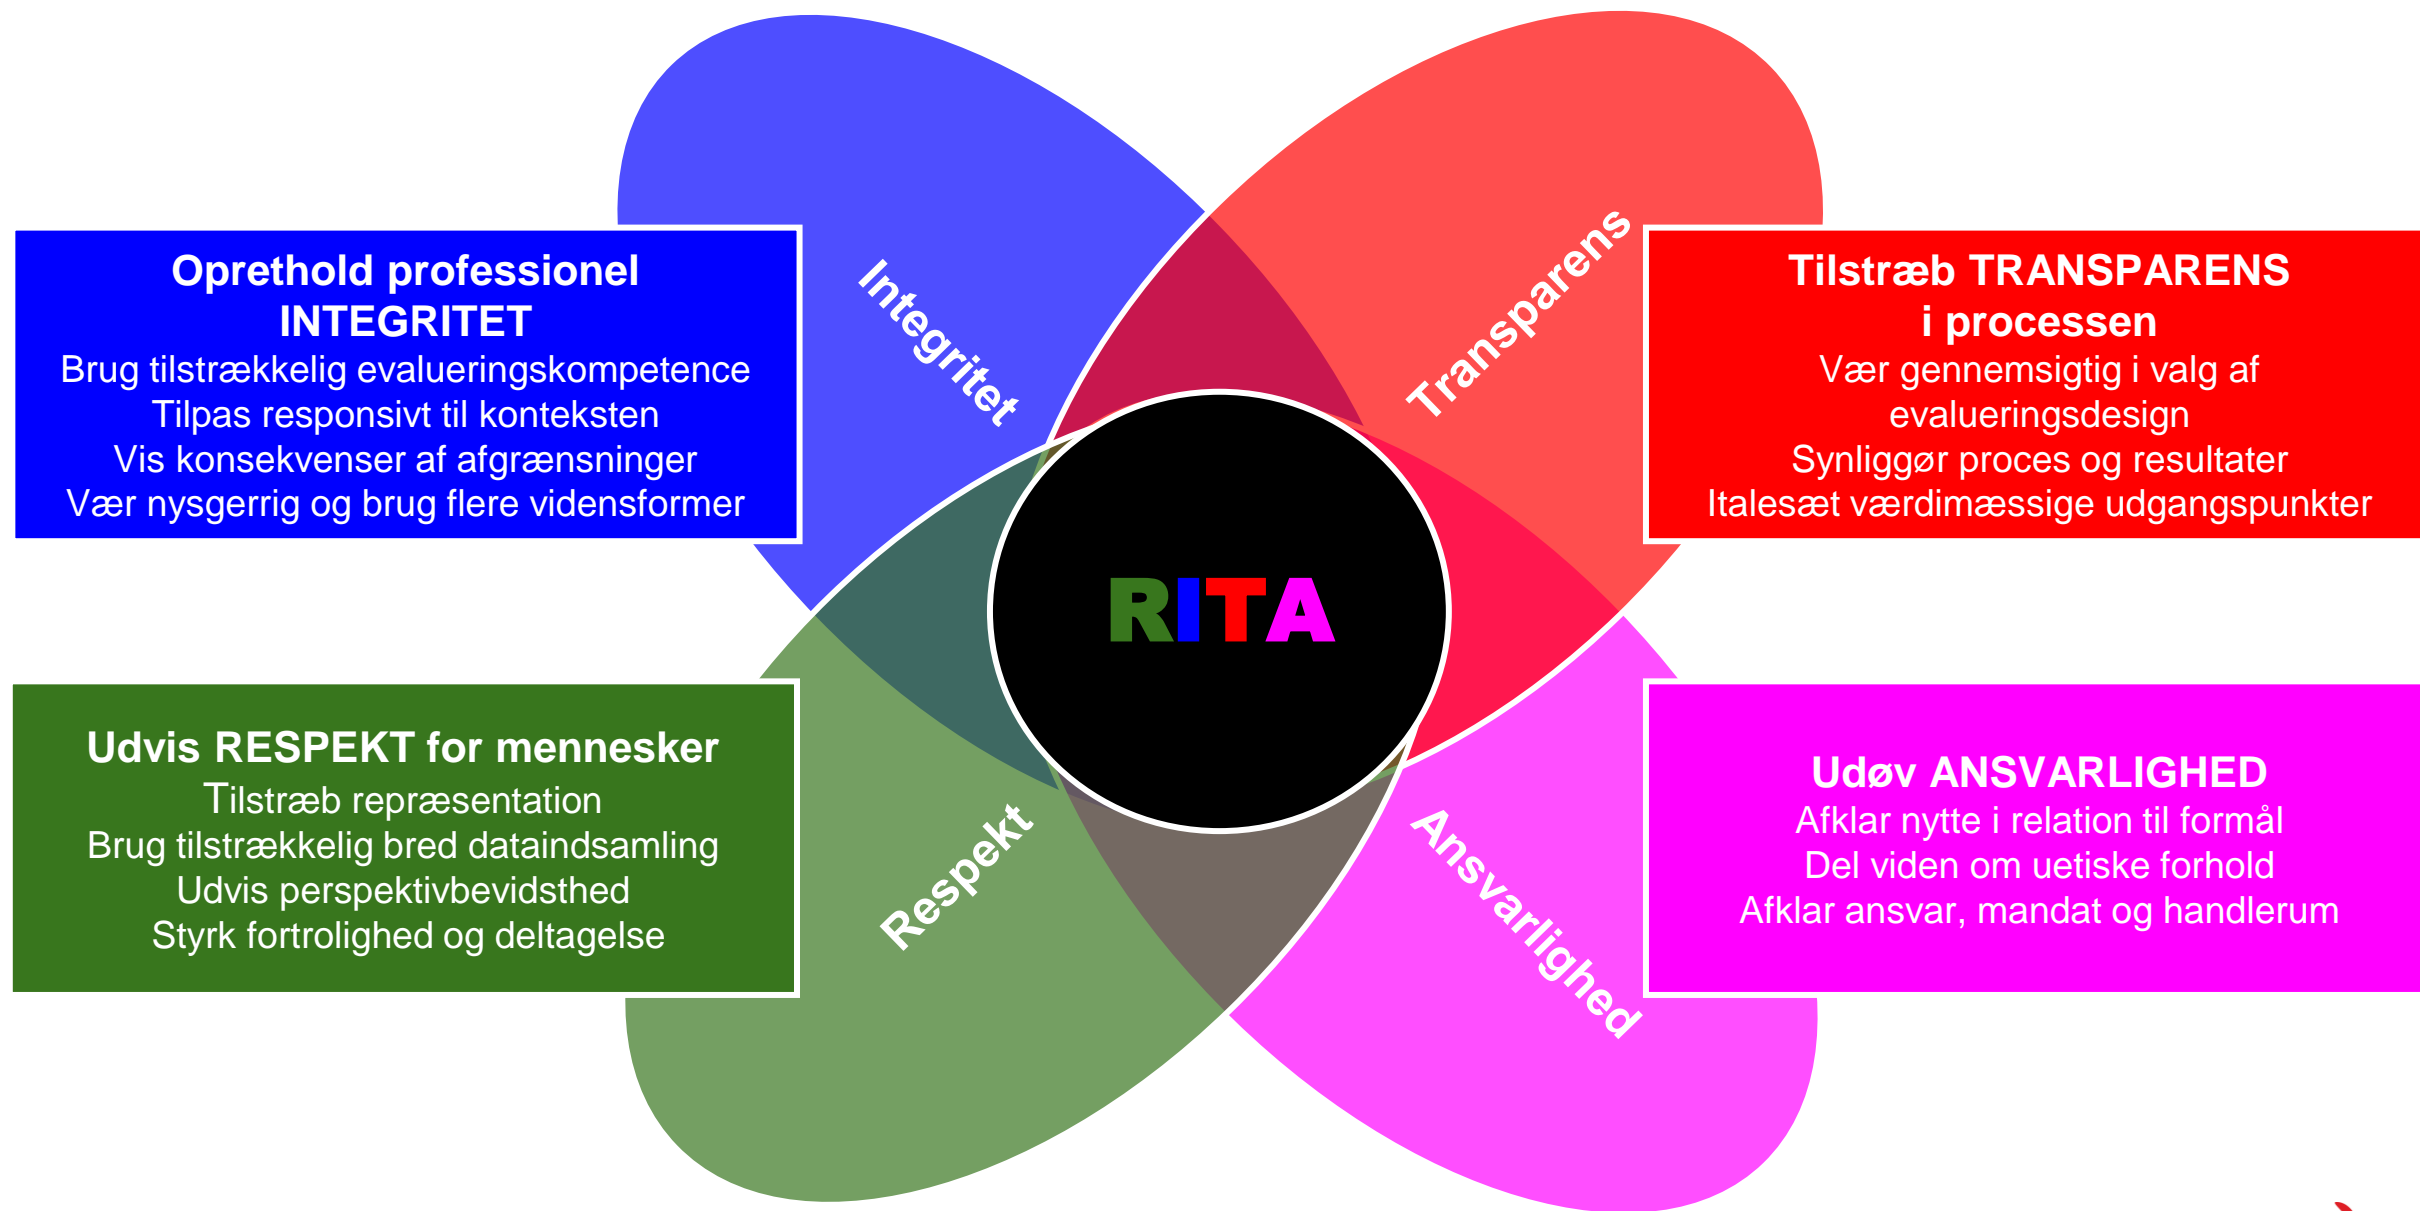 Oprethold professionel
INTEGRITET
Brug tilstrækkelig evalueringskompetence
Tilpas responsivt til konteksten
Vis konsekvenser af afgrænsninger
Vær nysgerrig og brug flere vidensformer
Integritet
Transparens
Tilstræb TRANSPARENS
i processen
Vær gennemsigtig i valg af
evalueringsdesign
Synliggør proces og resultater
Italesæt værdimæssige udgangspunkter
RITA
Udvis RESPEKT for mennesker
Tilstræb repræsentation
Brug tilstrækkelig bred dataindsamling
Udvis perspektivbevidsthed
Styrk fortrolighed og deltagelse
Respekt
Ansvarlighed
Udøv ANSVARLIGHED
Afklar nytte i relation til formål
Del viden om uetiske forhold
Afklar ansvar, mandat og handlerum